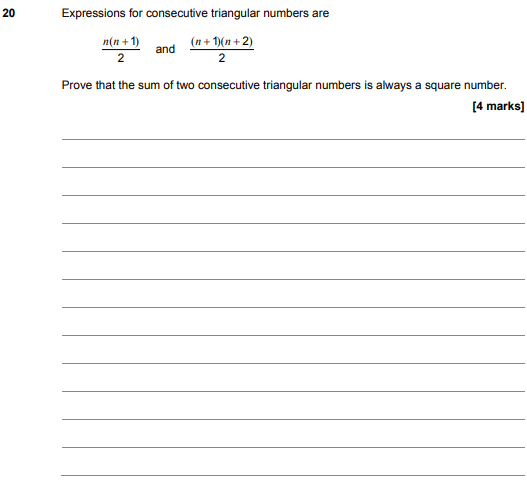 20 Expressions for consecutive triangular numbers are
n(n + 1)/2 and (n + 1)(n + 2)/2
Prove that the sum of two consecutive triangular numbers is always a square number.
[4 marks]